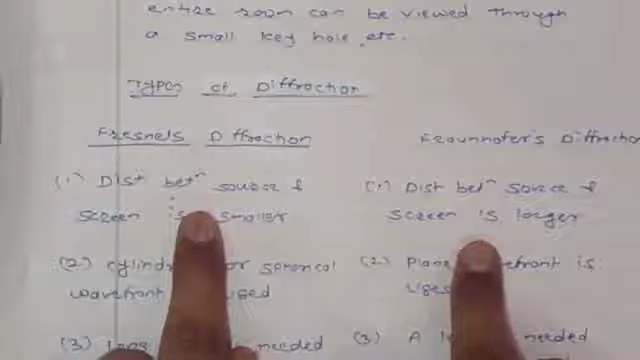 entire room can be viewed through
a small key hole, etc.
Types of Diffraction
Fresnels Diffraction
(1) Dist betn source &
screen is smaller
(2) cylindr or spherical
wavefront used
(3) needed
Fraunhofer's Diffraction
(1) Dist betn source &
screen is larger
(2) Plane wavefront is
used
(3) A needed